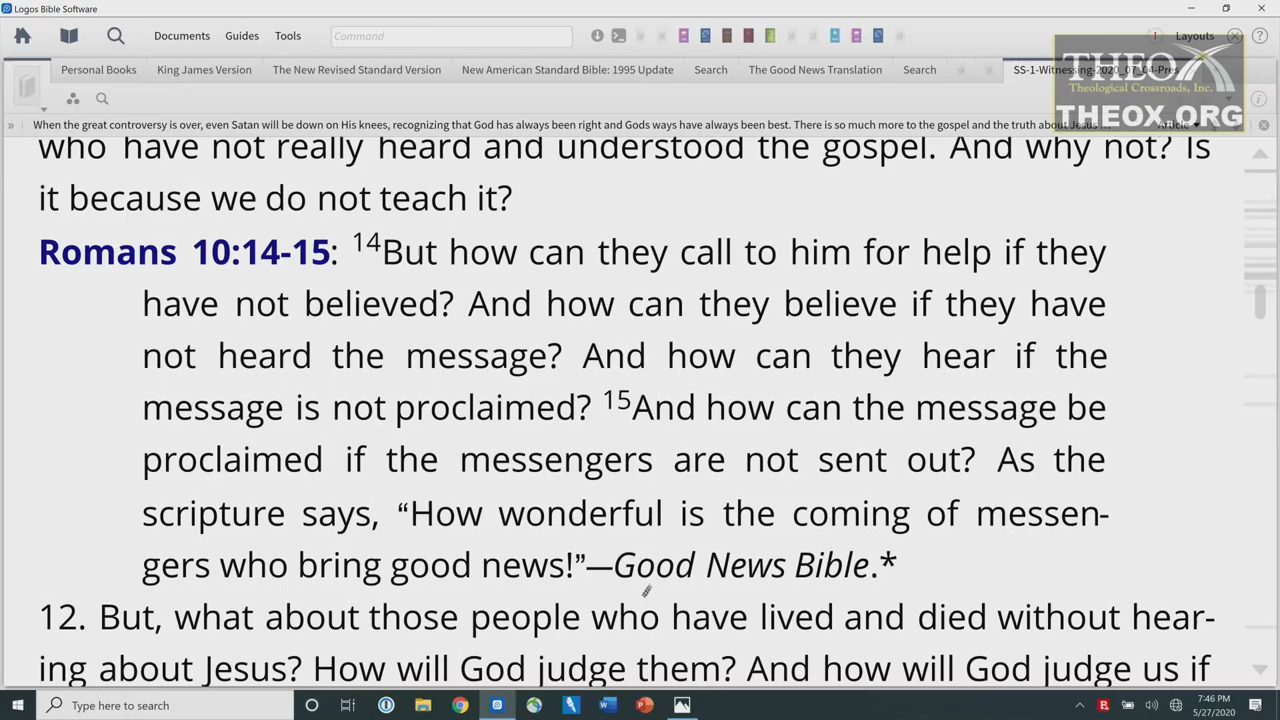 Logos Bible Software
Documents Guides Tools Command Layouts
Personal Books King James Version The New Revised New American Standard Bible: 1995 Update Search The Good News Translation Search SS-1-Witnessing-2020_07_04-Pres
THEOX
Theological Crossroads, Inc.
THEOX.ORG
When the great controversy is over, even Satan will be down on His knees, recognizing that God has always been right and Gods ways have always been best. There is so much more to the gospel and the truth about Jesus ... Article
who have not really heard and understood the gospel. And why not? Is
it because we do not teach it?
Romans 10:14-15: 14But how can they call to him for help if they
have not believed? And how can they believe if they have
not heard the message? And how can they hear if the
message is not proclaimed? 15And how can the message be
proclaimed if the messengers are not sent out? As the
scripture says, “How wonderful is the coming of messen-
gers who bring good news!”—Good News Bible.*
12. But, what about those people who have lived and died without hear-
ing about Jesus? How will God judge them? And how will God judge us if
Type here to search
7:46 PM
5/27/2020